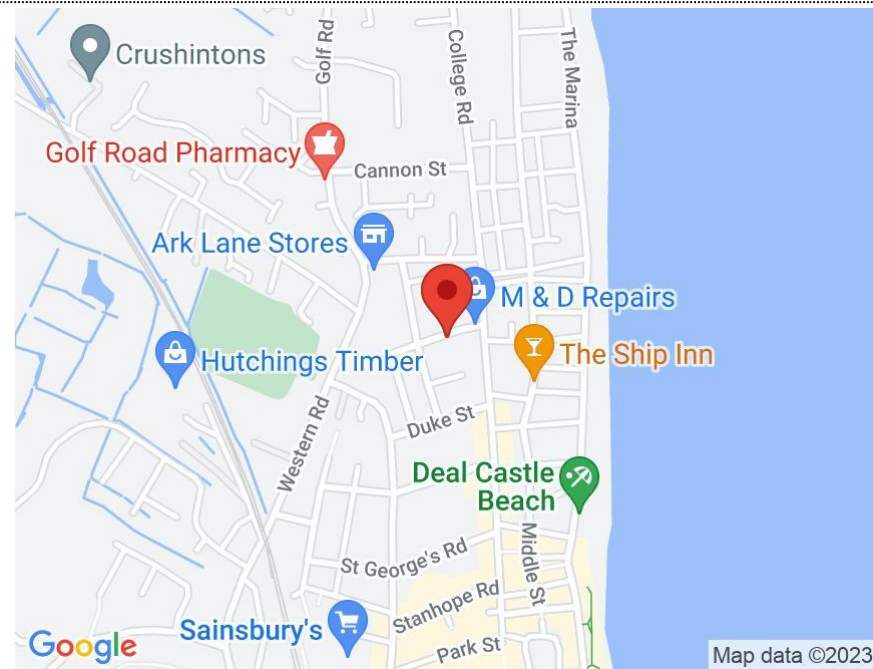 Crushintons
Golf Rd
College Rd
The Marina
Golf Road Pharmacy
Cannon St
Ark Lane Stores
M & D Repairs
The Ship Inn
Hutchings Timber
Western Rd
Duke St
Deal Castle
Beach
Middle St
St George's Rd
Stanhope Rd
Sainsbury's
Park St
Google
Map data ©2023